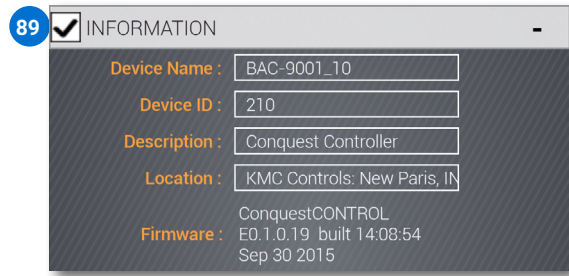 89
INFORMATION -
Device Name : BAC-9001_10
Device ID : 210
Description : Conquest Controller
Location : KMC Controls: New Paris, IN
ConquestCONTROL
Firmware : E0.1.0.19 built 14:08:54
Sep 30 2015